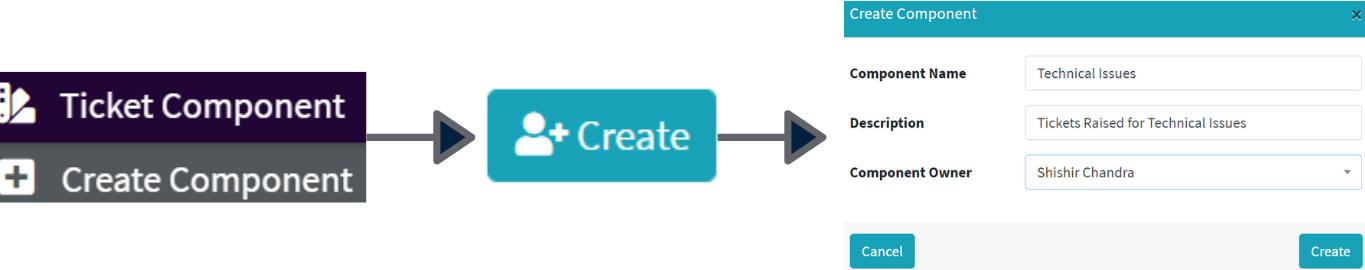 Ticket Component
Create Component
Create
Create Component
Component Name
Technical Issues
Description
Tickets Raised for Technical Issues
Component Owner
Shishir Chandra
Cancel
Create